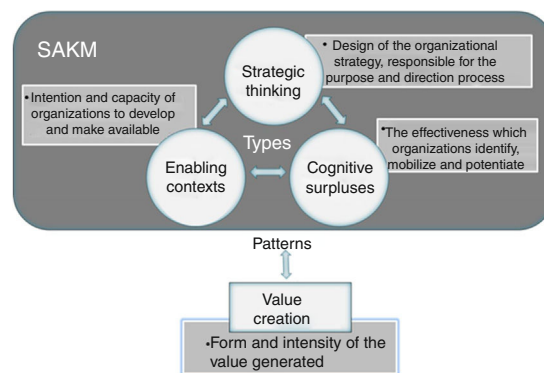 SAKM
Strategic
thinking
• Design of the organizational
strategy, responsible for the
purpose and direction process
•Intention and capacity of
organizations to develop
and make available
Types
Enabling
contexts
Cognitive
surpluses
•The effectiveness which
organizations identify,
mobilize and potentiate
Patterns
Value
creation
•Form and intensity of the
value generated